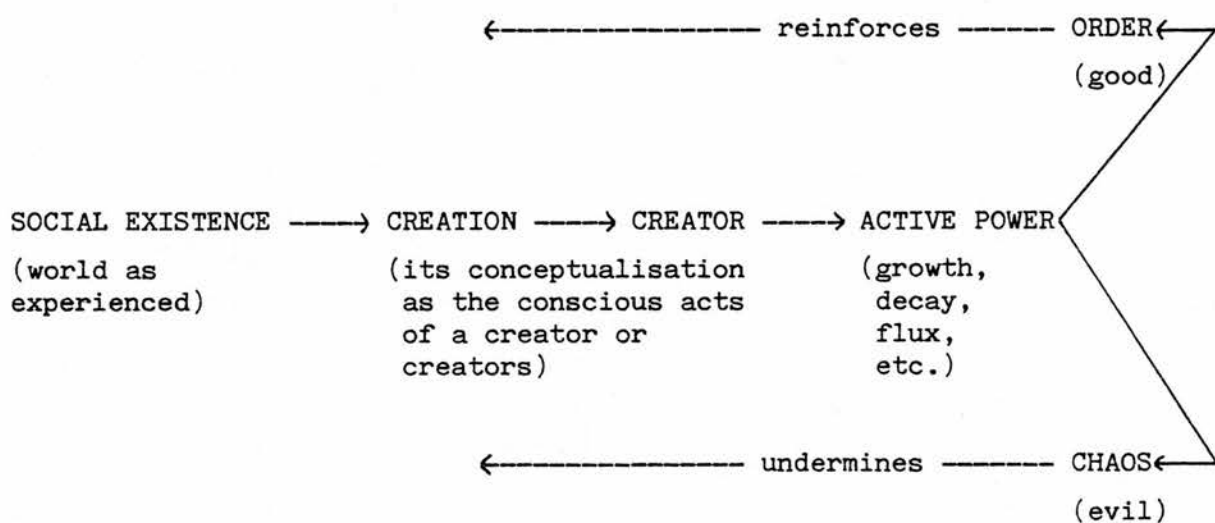 reinforces ORDER
(good)
SOCIAL EXISTENCE CREATION CREATOR ACTIVE POWER
(world as (its conceptualisation (growth,
experienced) as the conscious acts decay,
of a creator or flux,
creators) etc.)
undermines CHAOS
(evil)